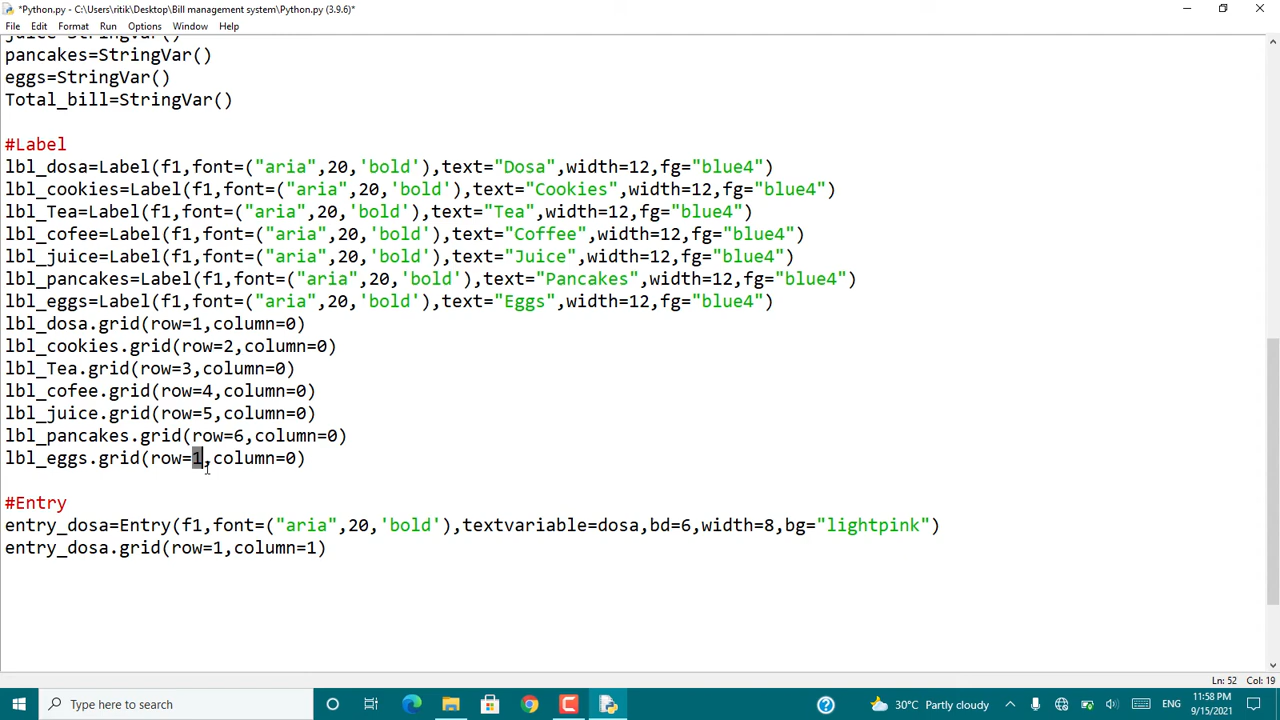 *Python.py - C:\Users\ritik\Desktop\Bill management system\Python.py (3.9.6)*
File Edit Format Run Options Window Help
juice=StringVar()
pancakes=StringVar()
eggs=StringVar()
Total_bill=StringVar()
#Label
lbl_dosa=Label(f1,font=("aria",20,'bold'),text="Dosa",width=12,fg="blue4")
lbl_cookies=Label(f1,font=("aria",20,'bold'),text="Cookies",width=12,fg="blue4")
lbl_Tea=Label(f1,font=("aria",20,'bold'),text="Tea",width=12,fg="blue4")
lbl_cofee=Label(f1,font=("aria",20,'bold'),text="Coffee",width=12,fg="blue4")
lbl_juice=Label(f1,font=("aria",20,'bold'),text="Juice",width=12,fg="blue4")
lbl_pancakes=Label(f1,font=("aria",20,'bold'),text="Pancakes",width=12,fg="blue4")
lbl_eggs=Label(f1,font=("aria",20,'bold'),text="Eggs",width=12,fg="blue4")
lbl_dosa.grid(row=1,column=0)
lbl_cookies.grid(row=2,column=0)
lbl_Tea.grid(row=3,column=0)
lbl_cofee.grid(row=4,column=0)
lbl_juice.grid(row=5,column=0)
lbl_pancakes.grid(row=6,column=0)
lbl_eggs.grid(row=1,column=0)
#Entry
entry_dosa=Entry(f1,font=("aria",20,'bold'),textvariable=dosa,bd=6,width=8,bg="lightpink")
entry_dosa.grid(row=1,column=1)
Ln: 52 Col: 19
Type here to search
30°C Partly cloudy
ENG
11:58 PM
9/15/2021